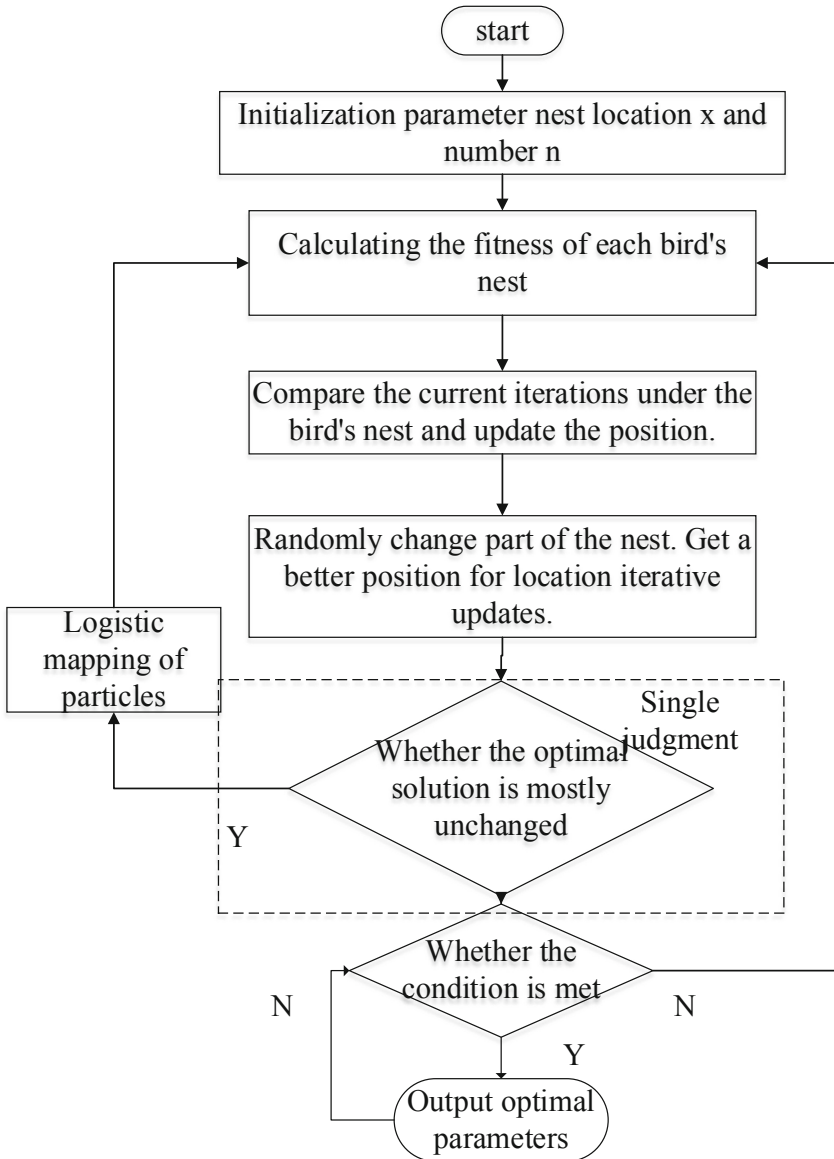 start
Initialization parameter nest location x and
number n
Calculating the fitness of each bird's
nest
Compare the current iterations under the
bird's nest and update the position.
Randomly change part of the nest. Get a
better position for location iterative
updates.
Logistic
mapping of
particles
Single
judgment
Whether the optimal
solution is mostly
unchanged
Y
Whether the
condition is met
N
N
Y
Output optimal
parameters